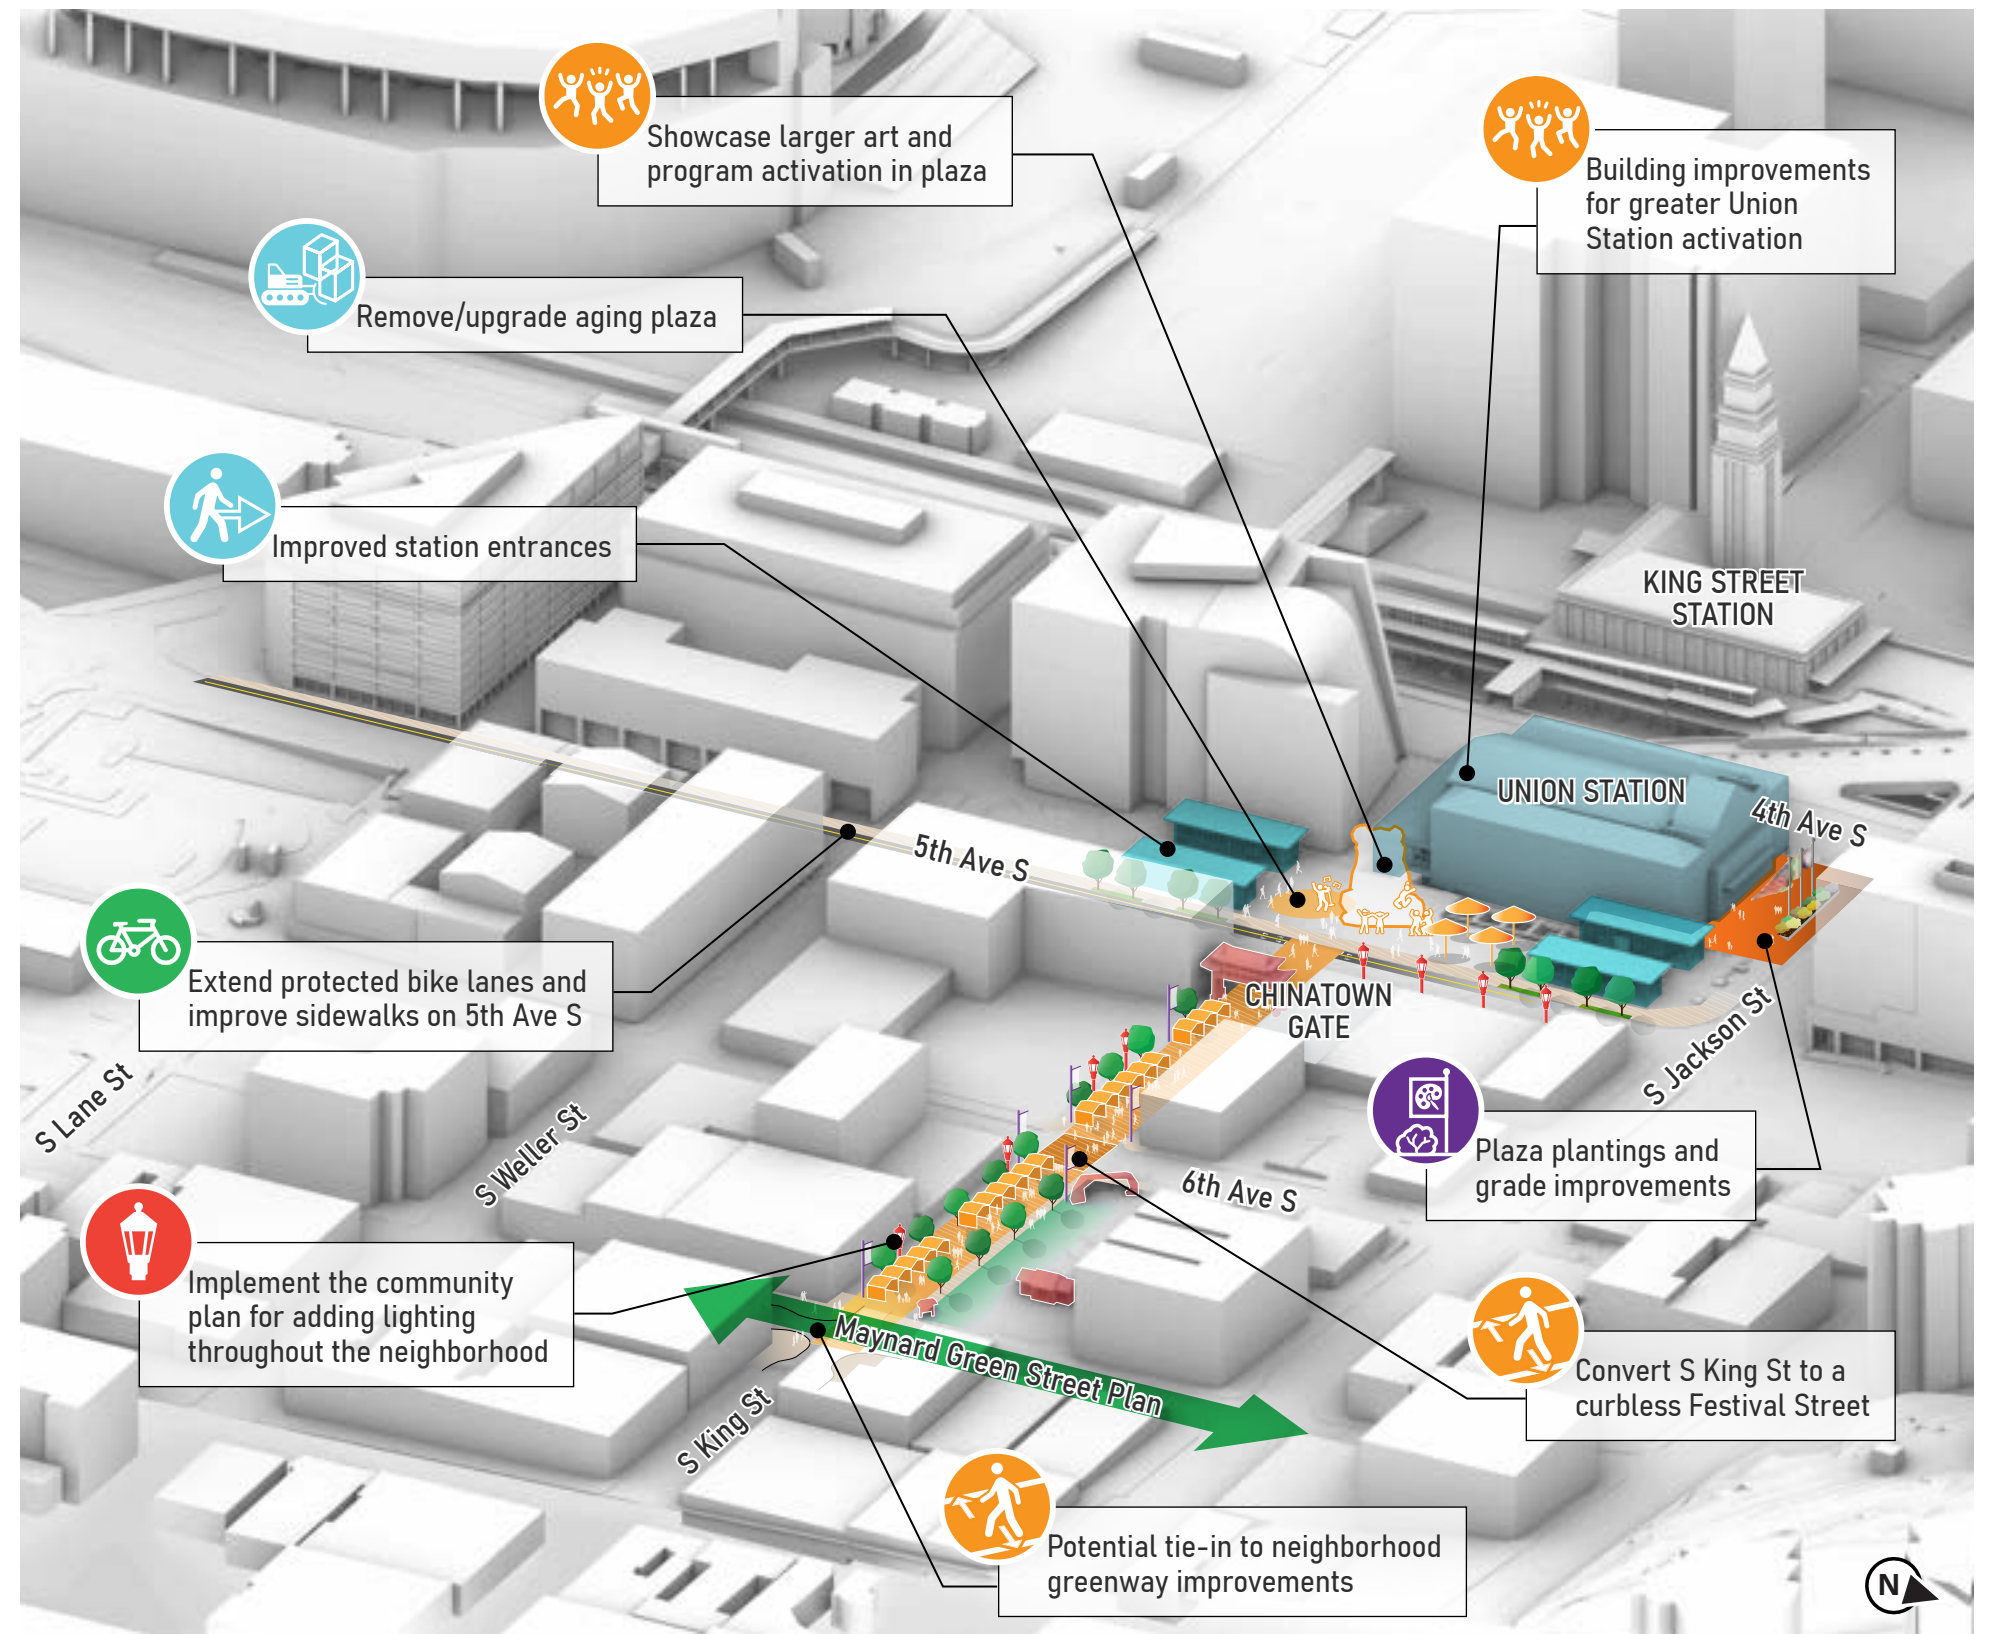 Showcase larger art and
program activation in plaza
Building improvements
for greater Union
Station activation
Remove/upgrade aging plaza
Improved station entrances
KING STREET
STATION
UNION STATION
4th Ave S
5th Ave S
Extend protected bike lanes and
improve sidewalks on 5th Ave S
CHINATOWN
GATE
S Jackson St
S Lane St
S Weller St
Plaza plantings and
grade improvements
6th Ave S
Implement the community
plan for adding lighting
throughout the neighborhood
Maynard Green Street Plan
S King St
Convert S King St to a
curbless Festival Street
Potential tie-in to neighborhood
greenway improvements
N